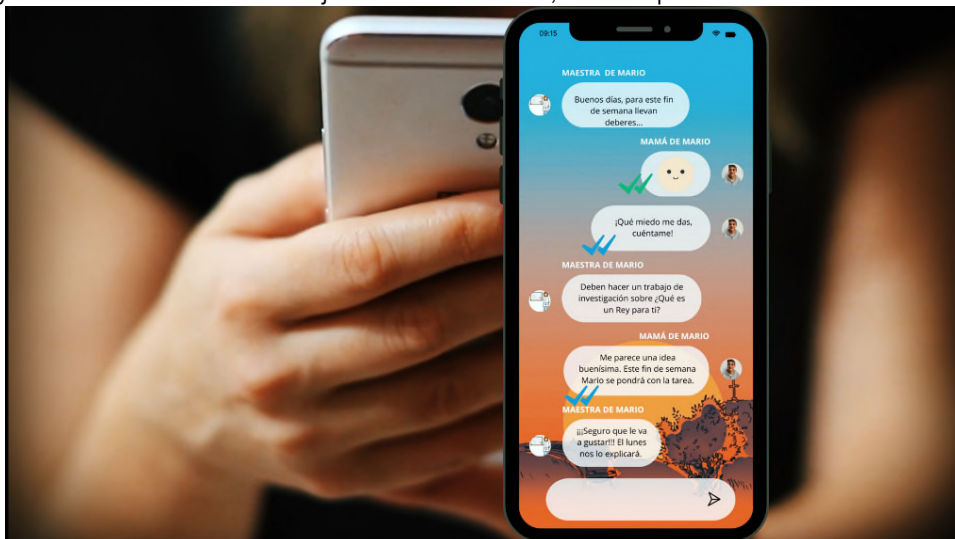 09:15
MAESTRA DE MARIO
Buenos días, para este fin
de semana llevan
deberes...
MAMÁ DE MARIO
¡Qué miedo me das,
cuéntame!
MAESTRA DE MARIO
Deben hacer un trabajo de
investigación sobre ¿Qué es
un Rey para ti?
MAMÁ DE MARIO
Me parece una idea
buenísima. Este fin de semana
Mario se pondrá con la tarea.
MAESTRA DE MARIO
¡¡¡Seguro que le va
a gustar!!! El lunes
nos lo explicará.